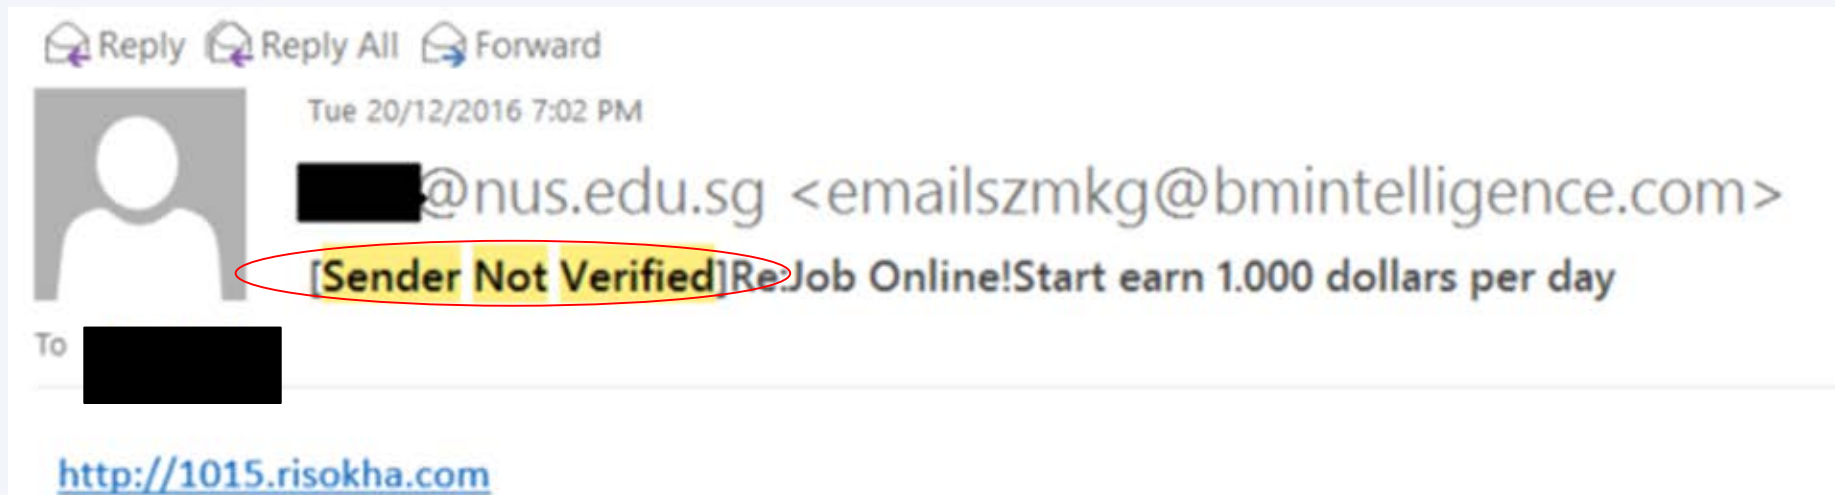 Reply Reply All Forward
Tue 20/12/2016 7:02 PM
@nus.edu.sg <emailszmkg@bmintelligence.com>
[Sender Not Verified]Re:Job Online!Start earn 1.000 dollars per day
To
http://1015.risokha.com